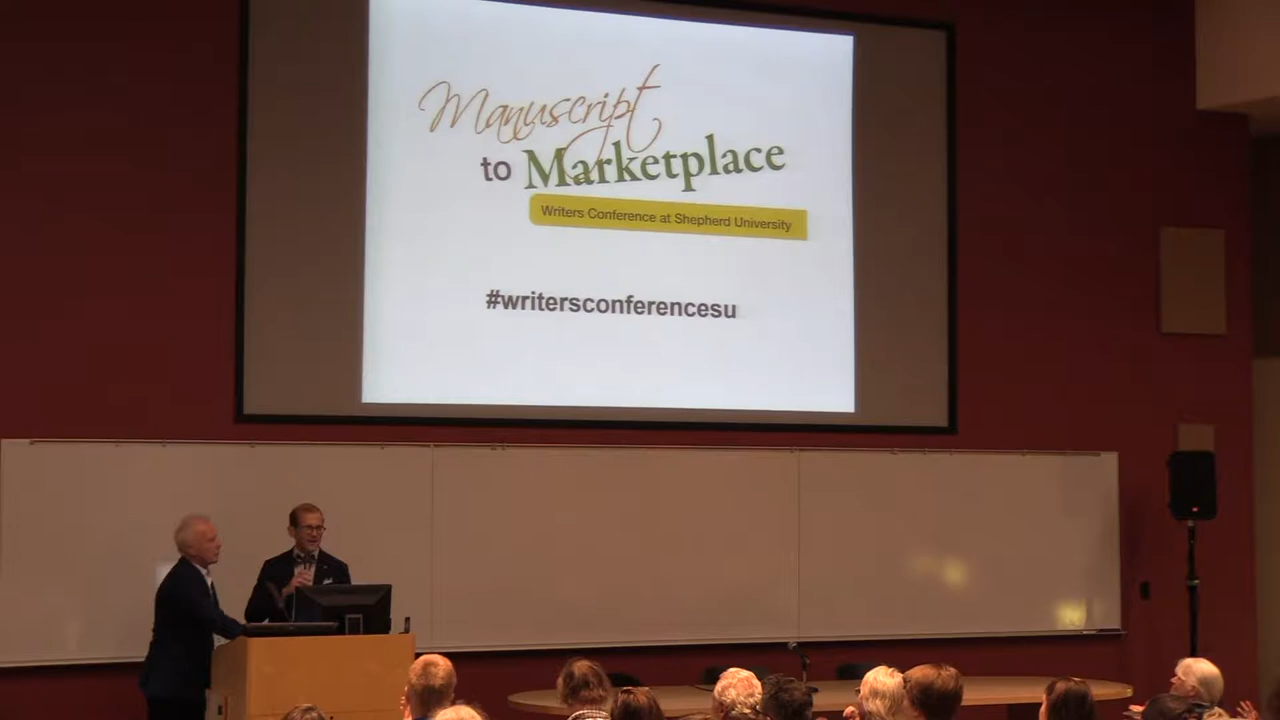 Manuscript
to Marketplace
Writers Conference at Shepherd University
#writersconferencesu